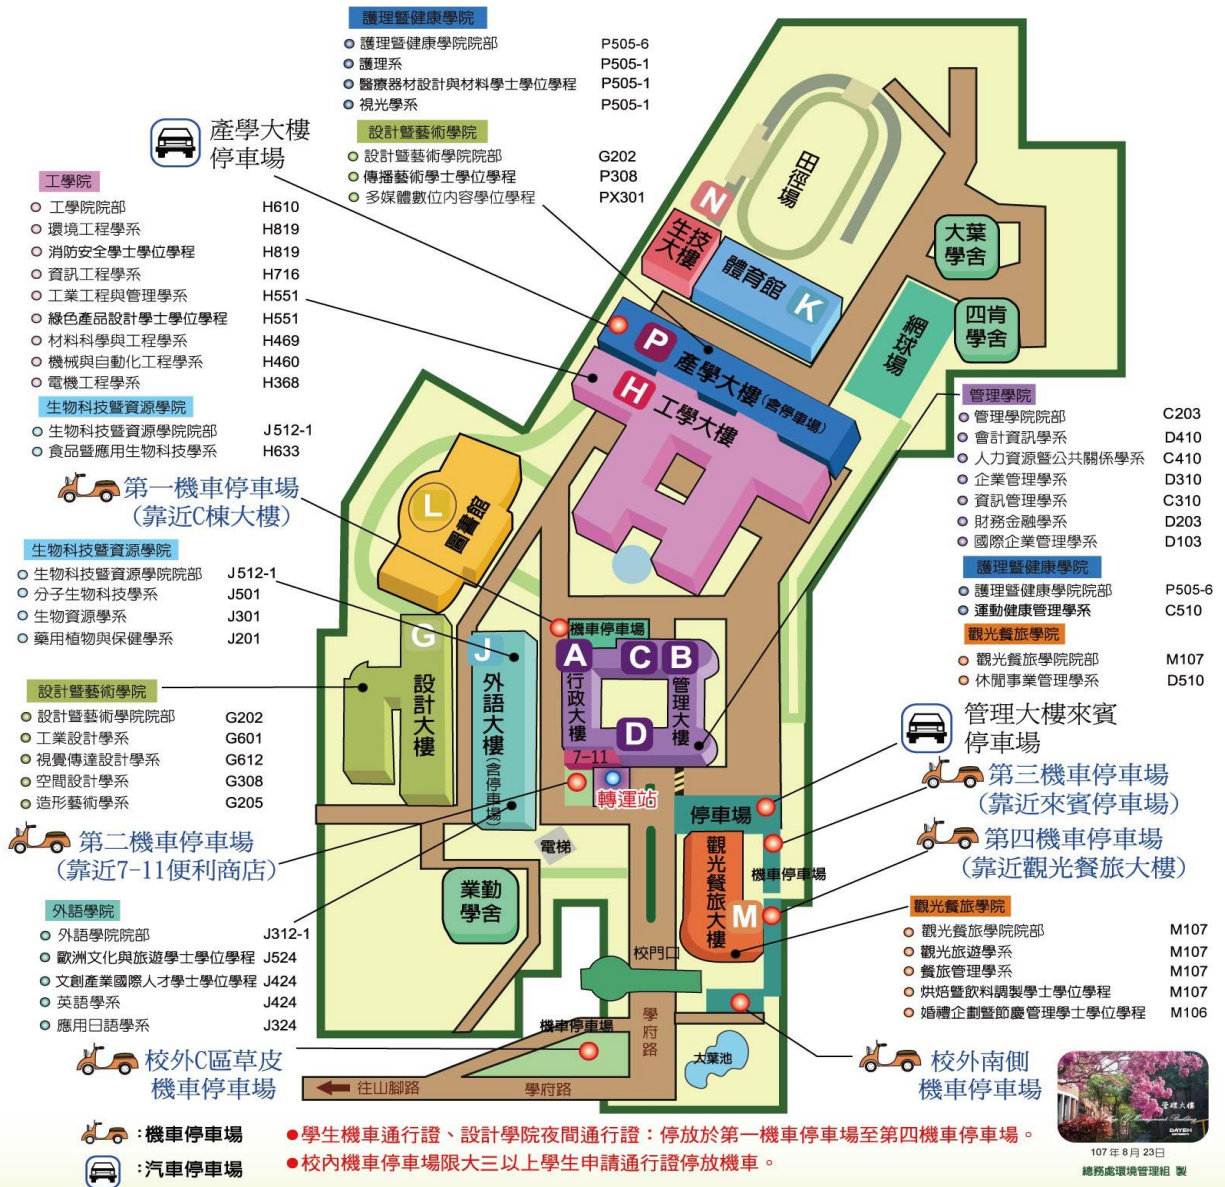 護理暨健康學院
護理暨健康學院院部 P505-6
護理系 P505-1
醫療器材設計與材料學士學位學程 P505-1
視光學系 P505-1
設計暨藝術學院
設計暨藝術學院院部 G202
傳播藝術學士學位學程 P308
多媒體數位內容學位學程 PX301
產學大樓
停車場
工學院
工學院院部 H610
環境工程學系 H819
消防安全學士學位學程 H819
資訊工程學系 H716
工業工程與管理學系 H551
綠色產品設計學士學位學程 H551
材料科學與工程學系 H469
機械與自動化工程學系 H460
電機工程學系 H368
生物科技暨資源學院
生物科技暨資源學院院部 J512-1
食品暨應用生物科技學系 H633
第一機車停車場
(靠近C棟大樓)
生物科技暨資源學院
生物科技暨資源學院院部 J512-1
分子生物科技學系 J501
生物資源學系 J301
藥用植物與保健學系 J201
設計暨藝術學院
設計暨藝術學院院部 G202
工業設計學系 G601
視覺傳達設計學系 G612
空間設計學系 G308
造形藝術學系 G205
第二機車停車場
(靠近7-11便利商店)
外語學院
外語學院院部 J312-1
歐洲文化與旅遊學士學位學程 J524
文創產業國際人才學士學位學程 J424
英語學系 J424
應用日語學系 J324
校外C區草皮
機車停車場
田徑場
N
生技大樓
體育館 K
大葉學舍
四肯學舍
網球場
P 產學大樓(含停車場)
H 工學大樓
L
圖書館
G
設計大樓
J
外語大樓(含停車場)
機車停車場
A
C
B
行政大樓
管理大樓
D
7-11
轉運站
停車場
電梯
業勤學舍
觀光餐旅大樓
M
機車停車場
校門口
機車停車場
學府路
大葉池
往山腳路
學府路
管理學院
管理學院院部 C203
會計資訊學系 D410
人力資源暨公共關係學系 C410
企業管理學系 D310
資訊管理學系 C310
財務金融學系 D203
國際企業管理學系 D103
護理暨健康學院
護理暨健康學院院部 P505-6
運動健康管理學系 C510
觀光餐旅學院
觀光餐旅學院院部 M107
休閒事業管理學系 D510
管理大樓來賓
停車場
第三機車停車場
(靠近來賓停車場)
第四機車停車場
(靠近觀光餐旅大樓)
觀光餐旅學院
觀光餐旅學院院部 M107
觀光旅遊學系 M107
餐旅管理學系 M107
烘焙暨飲料調製學士學位學程 M107
婚禮企劃暨節慶管理學士學位學程 M106
校外南側
機車停車場
:機車停車場
:汽車停車場
●學生機車通行證、設計學院夜間通行證：停放於第一機車停車場至第四機車停車場。
●校內機車停車場限大三以上學生申請通行證停放機車。
管理大樓
DAYEH
107年8月23日
總務處環境管理組 製